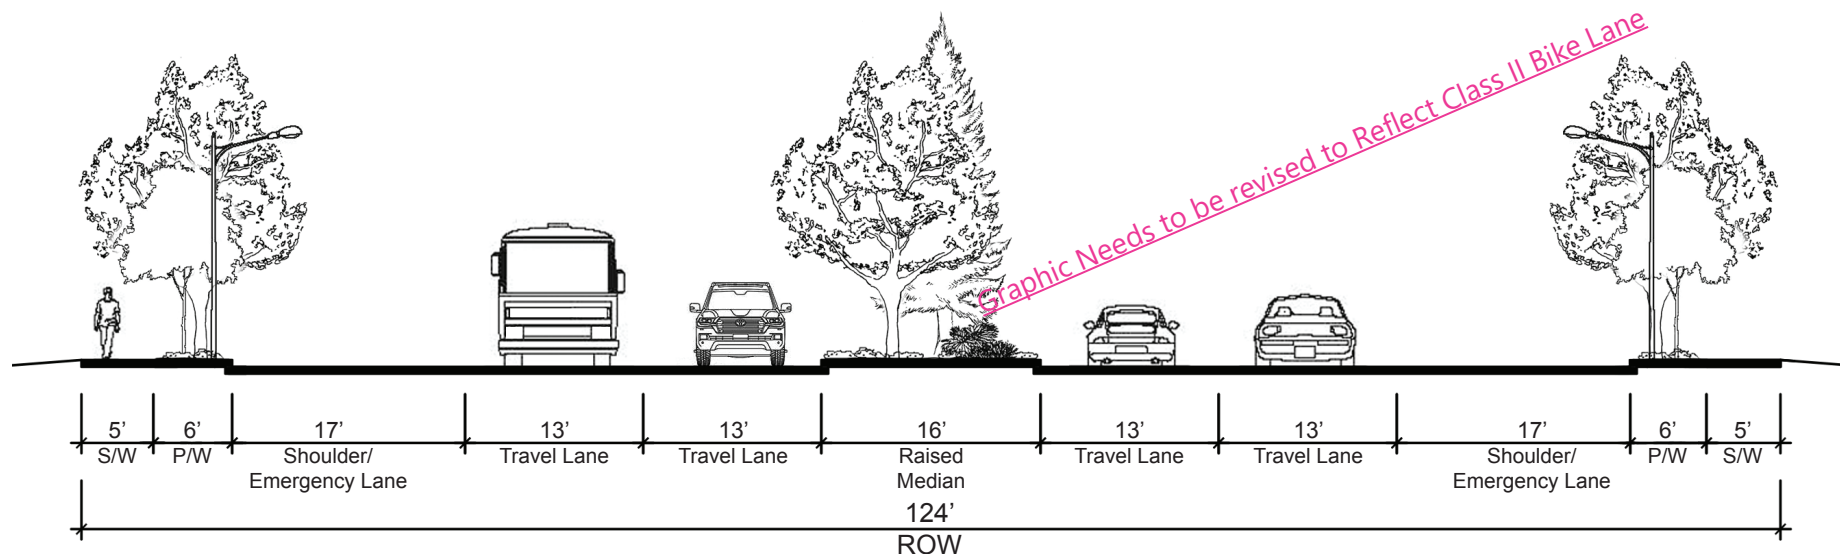 Graphic Needs to be revised to Reflect Class II Bike Lane
5’ 6’ 17’ 13’ 13’ 16’ 13’ 13’ 17’ 6’ 5’
S/W P/W Shoulder/ Travel Lane Travel Lane Raised Travel Lane Travel Lane Shoulder/ P/W S/W
Emergency Lane Median Emergency Lane
124’
ROW